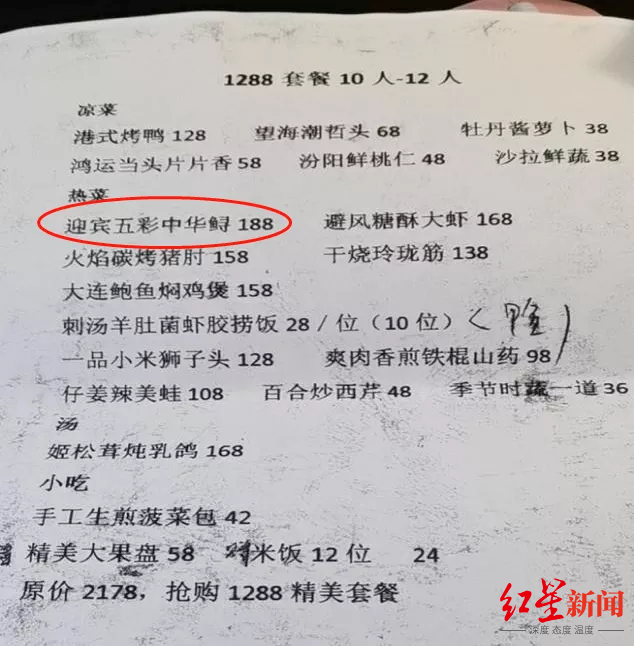 1288 套餐 10 人-12 人
凉菜
港式烤鸭 128 望海潮哲头 68 牡丹酱萝卜 38
鸿运当头片片香 58 汾阳鲜桃仁 48 沙拉鲜蔬 38
热菜
迎宾五彩中华鲟 188 避风糖酥大虾 168
火焰碳烤猪肘 158 干烧玲珑筋 138
大连鲍鱼焖鸡煲 158
刺汤羊肚菌虾胶捞饭 28／位（10 位）
一品小米狮子头 128 爽肉香煎铁棍山药 98
仔姜辣美蛙 108 百合炒西芹 48 季节时蔬一道 36
汤
姬松茸炖乳鸽 168
小吃
手工生煎菠菜包 42
精美大果盘 58 米饭 12 位 24
原价 2178，抢购 1288 精美套餐
红星新闻
深度 态度 温度